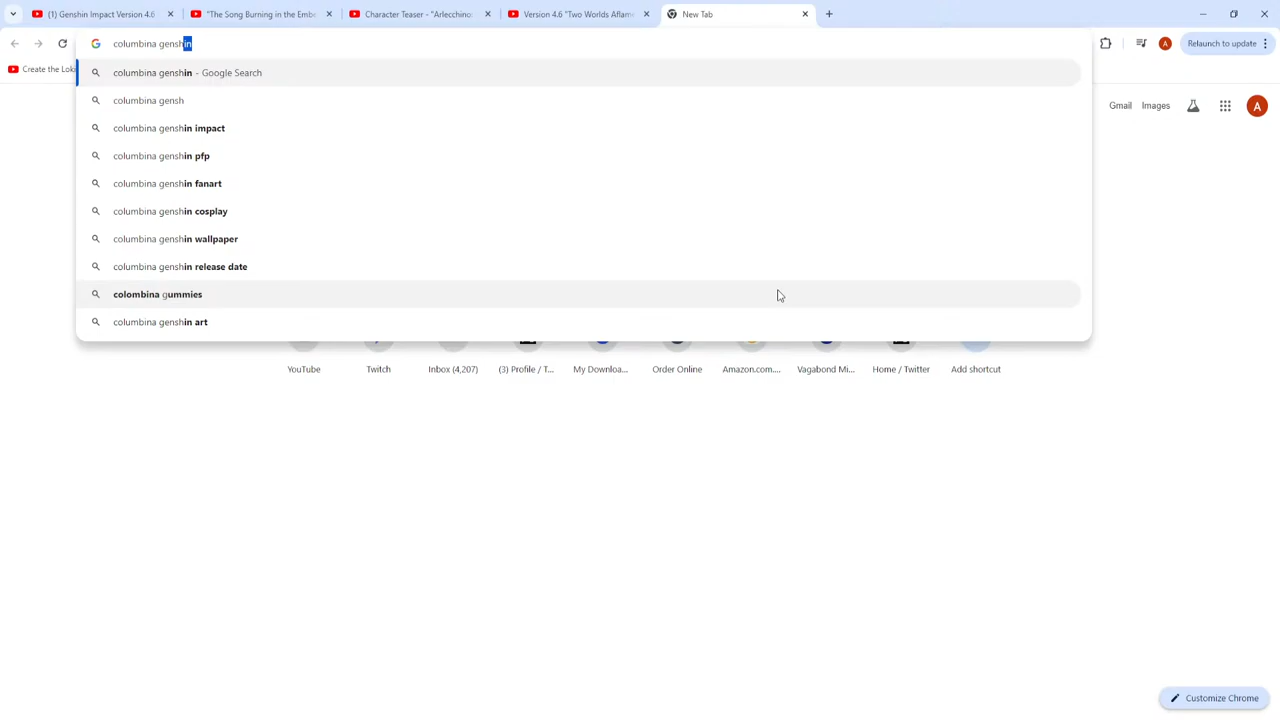 (1) Genshin Impact Version 4.6
"The Song Burning in the Embe
Character Teaser - "Arlecchino:
Version 4.6 "Two Worlds Aflame
New Tab
columbina genshin
Relaunch to update
Create the Loki
columbina genshin - Google Search
columbina gensh
Gmail
Images
A
columbina genshin impact
columbina genshin pfp
columbina genshin fanart
columbina genshin cosplay
columbina genshin wallpaper
columbina genshin release date
colombina gummies
columbina genshin art
YouTube
Twitch
Inbox (4,207)
(3) Profile / T...
My Downloa...
Order Online
Amazon.com....
Vagabond Mi...
Home / Twitter
Add shortcut
Customize Chrome